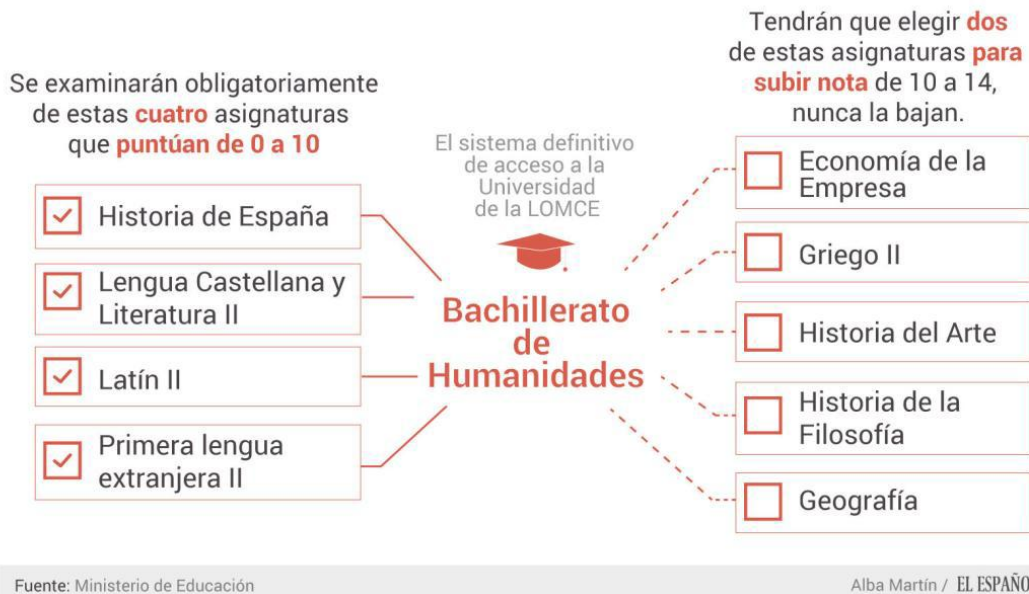 Se examinarán obligatoriamente
de estas cuatro asignaturas
que puntúan de 0 a 10
Historia de España
Lengua Castellana y
Literatura II
Latín II
Primera lengua
extranjera II
El sistema definitivo
de acceso a la
Universidad
de la LOMCE
Bachillerato
de
Humanidades
Tendrán que elegir dos
de estas asignaturas para
subir nota de 10 a 14,
nunca la bajan.
Economía de la
Empresa
Griego II
Historia del Arte
Historia de la
Filosofía
Geografía
Fuente: Ministerio de Educación
Alba Martín / EL ESPAÑO